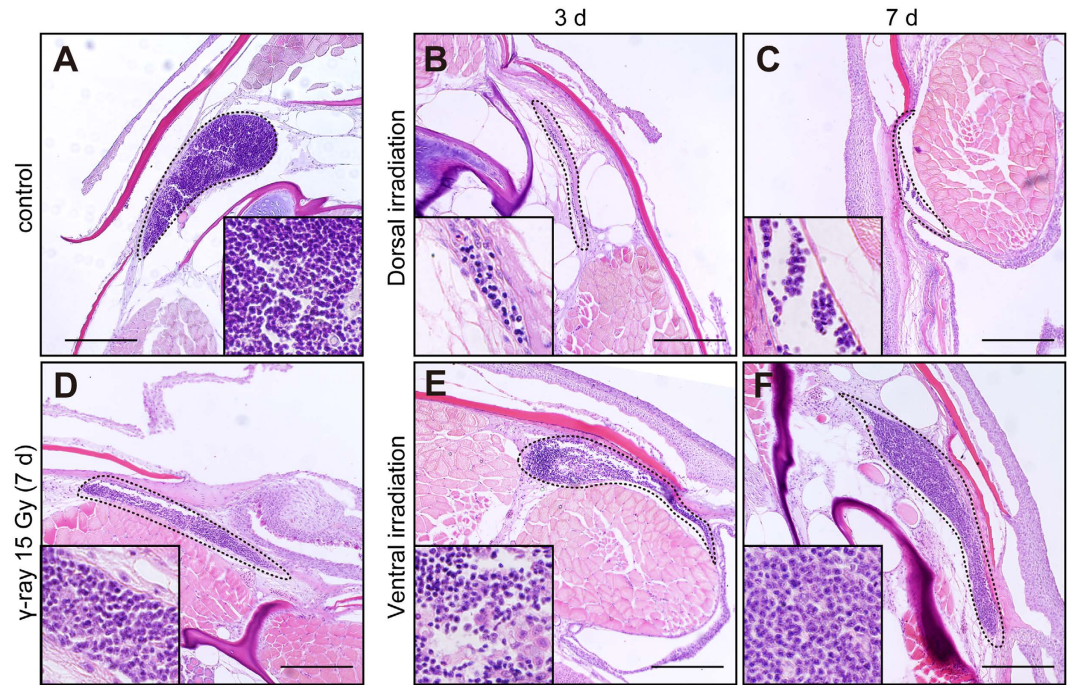 3 d
7 d
A
B
C
control
Dorsal irradiation
D
E
F
γ-ray 15 Gy (7 d)
Ventral irradiation